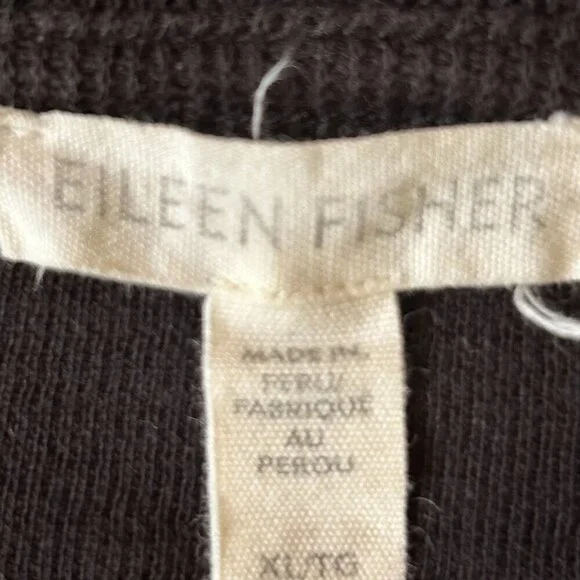 EILEEN FISHER
MADE IN
PERU/
FABRIQUE
AU
PEROU
XL/TG